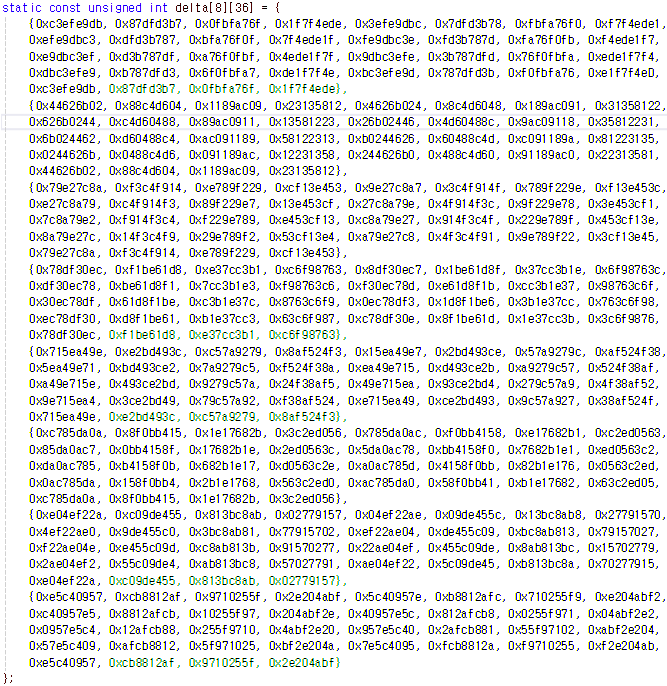 static const unsigned int delta[8][36] = {
{0xc3efe9db, 0x87dfd3b7, 0x0fbfa76f, 0x1f7f4ede, 0x3efe9dbc, 0x7dfd3b78, 0xfbfa76f0, 0xf7f4ede1,
0xefe9dbc3, 0xdfd3b787, 0xbfa76f0f, 0x7f4ede1f, 0xfe9dbc3e, 0xfd3b787d, 0xfa76f0fb, 0xf4ede1f7,
0xe9dbc3ef, 0xd3b787df, 0xa76f0fbf, 0x4ede1f7f, 0x9dbc3efe, 0x3b787dfd, 0x76f0fbfa, 0xede1f7f4,
0xdbc3efe9, 0xb787dfd3, 0x6f0fbfa7, 0xde1f7f4e, 0xbc3efe9d, 0x787dfd3b, 0xf0fbfa76, 0xe1f7f4eD,
0xc3efe9db, 0x87dfd3b7, 0x0fbfa76f, 0x1f7f4ede},
{0x44626b02, 0x88c4d604, 0x1189ac09, 0x23135812, 0x4626b024, 0x8c4d6048, 0x189ac091, 0x31358122,
0x626b0244, 0xc4d60488, 0x89ac0911, 0x13581223, 0x26b02446, 0x4d60488c, 0x9ac09118, 0x35812231,
0x6b024462, 0xd60488c4, 0xac091189, 0x58122313, 0xb0244626, 0x60488c4d, 0xc091189a, 0x81223135,
0x0244626b, 0x0488c4d6, 0x091189ac, 0x12231358, 0x244626b0, 0x488c4d60, 0x91189ac0, 0x22313581,
0x44626b02, 0x88c4d604, 0x1189ac09, 0x23135812},
{0x79e27c8a, 0xf3c4f914, 0xe789f229, 0xcf13e453, 0x9e27c8a7, 0x3c4f914f, 0x789f229e, 0xf13e453c,
0xe27c8a79, 0xc4f914f3, 0x89f229e7, 0x13e453cf, 0x27c8a79e, 0x4f914f3c, 0x9f229e78, 0x3e453cf1,
0x7c8a79e2, 0xf914f3c4, 0xf229e789, 0xe453cf13, 0xc8a79e27, 0x914f3c4f, 0x229e789f, 0x453cf13e,
0x8a79e27c, 0x14f3c4f9, 0x29e789f2, 0x53cf13e4, 0xa79e27c8, 0x4f3c4f91, 0x9e789f22, 0x3cf13e45,
0x79e27c8a, 0xf3c4f914, 0xe789f229, 0xcf13e453},
{0x78df30ec, 0xf1be61d8, 0xe37cc3b1, 0xc6f98763, 0x8df30ec7, 0x1be61d8f, 0x37cc3b1e, 0x6f98763c,
0xdf30ec78, 0xbe61d8f1, 0x7cc3b1e3, 0xf98763c6, 0xf30ec78d, 0xe61d8f1b, 0xcc3b1e37, 0x98763c6f,
0x30ec78df, 0x61d8f1be, 0xc3b1e37c, 0x8763c6f9, 0x0ec78df3, 0x1d8f1be6, 0x3b1e37cc, 0x763c6f98,
0xec78df30, 0xd8f1be61, 0xb1e37cc3, 0x63c6f987, 0xc78df30e, 0x8f1be61d, 0x1e37cc3b, 0x3c6f9876,
0x78df30ec, 0xf1be61d8, 0xe37cc3b1, 0xc6f98763},
{0x715ea49e, 0xe2bd493c, 0xc57a9279, 0x8af524f3, 0x15ea49e7, 0x2bd493ce, 0x57a9279c, 0xaf524f38,
0x5ea49e71, 0xbd493ce2, 0x7a9279c5, 0xf524f38a, 0xea49e715, 0xd493ce2b, 0xa9279c57, 0x524f38af,
0xa49e715e, 0x493ce2bd, 0x9279c57a, 0x24f38af5, 0x49e715ea, 0x93ce2bd4, 0x279c57a9, 0x4f38af52,
0x9e715ea4, 0x3ce2bd49, 0x79c57a92, 0xf38af524, 0xe715ea49, 0xce2bd493, 0x9c57a927, 0x38af524f,
0x715ea49e, 0xe2bd493c, 0xc57a9279, 0x8af524f3},
{0xc785da0a, 0x8f0bb415, 0x1e17682b, 0x3c2ed056, 0x785da0ac, 0xf0bb4158, 0xe17682b1, 0xc2ed0563,
0x85da0ac7, 0x0bb4158f, 0x17682b1e, 0x2ed0563c, 0x5da0ac78, 0xbb4158f0, 0x7682b1e1, 0xed0563c2,
0xda0ac785, 0xb4158f0b, 0x682b1e17, 0xd0563c2e, 0xa0ac785d, 0x4158f0bb, 0x82b1e176, 0x0563c2ed,
0x0ac785da, 0x158f0bb4, 0x2b1e1768, 0x563c2ed0, 0xac785da0, 0x58f0bb41, 0xb1e17682, 0x63c2ed05,
0xc785da0a, 0x8f0bb415, 0x1e17682b, 0x3c2ed056},
{0xe04ef22a, 0xc09de455, 0x813bc8ab, 0x02779157, 0x04ef22ae, 0x09de455c, 0x13bc8ab8, 0x27791570,
0x4ef22ae0, 0x9de455c0, 0x3bc8ab81, 0x77915702, 0xef22ae04, 0xde455c09, 0xbc8ab813, 0x79157027,
0xf22ae04e, 0xe455c09d, 0xc8ab813b, 0x91570277, 0x22ae04ef, 0x455c09de, 0x8ab813bc, 0x15702779,
0x2ae04ef2, 0x55c09de4, 0xab813bc8, 0x57027791, 0xae04ef22, 0x5c09de45, 0xb813bc8a, 0x70277915,
0xe04ef22a, 0xc09de455, 0x813bc8ab, 0x02779157},
{0xe5c40957, 0xcb8812af, 0x9710255f, 0x2e204abf, 0x5c40957e, 0xb8812afc, 0x710255f9, 0xe204abf2,
0xc40957e5, 0x8812afcb, 0x10255f97, 0x204abf2e, 0x40957e5c, 0x812afcb8, 0x0255f971, 0x04abf2e2,
0x0957e5c4, 0x12afcb88, 0x255f9710, 0x4abf2e20, 0x957e5c40, 0x2afcb881, 0x55f97102, 0xabf2e204,
0x57e5c409, 0xafcb8812, 0x5f971025, 0xbf2e204a, 0x7e5c4095, 0xfcb8812a, 0xf9710255, 0xf2e204ab,
0xe5c40957, 0xcb8812af, 0x9710255f, 0x2e204abf}
};